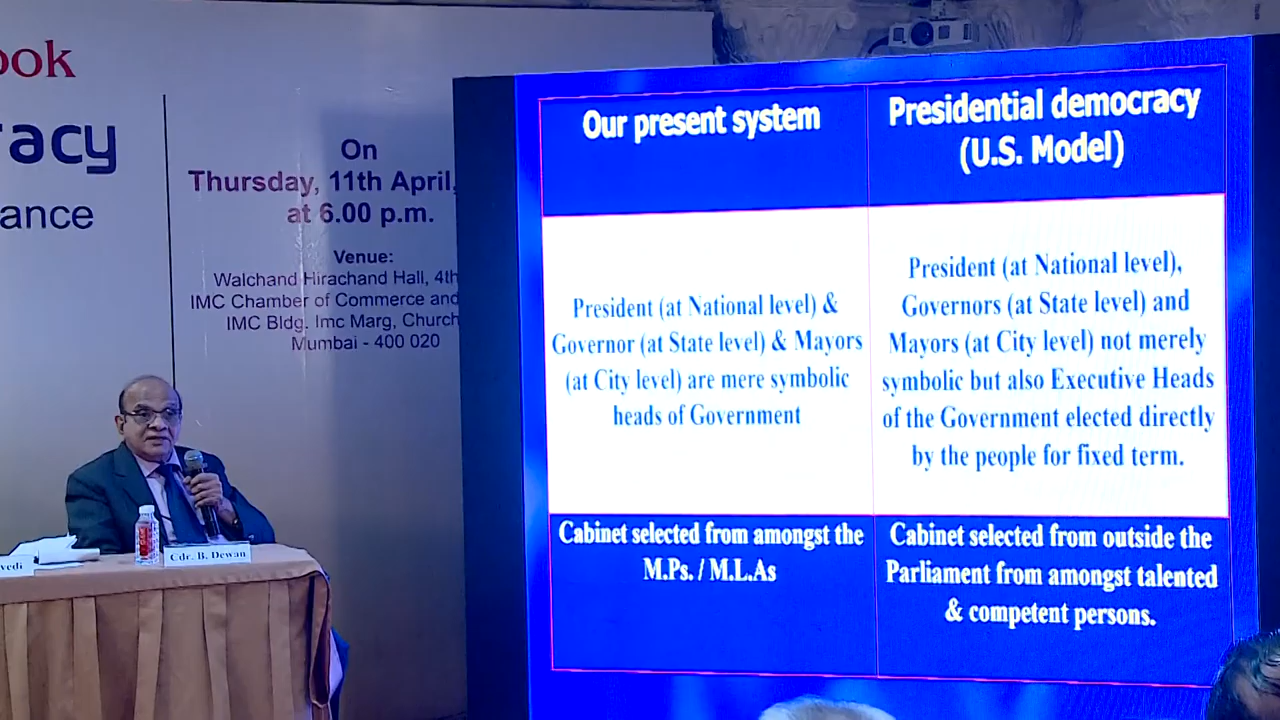 On
Thursday, 11th April,
at 6.00 p.m.
Venue:
Walchand Hirachand Hall, 4th
IMC Chamber of Commerce and
IMC Bldg. Imc Marg, Church
Mumbai - 400 020
Cdr. B. Dewan
Our present system
Presidential democracy
(U.S. Model)
President (at National level) &
Governor (at State level) & Mayors
(at City level) are mere symbolic
heads of Government
President (at National level),
Governors (at State level) and
Mayors (at City level) not merely
symbolic but also Executive Heads
of the Government elected directly
by the people for fixed term.
Cabinet selected from amongst the
M.Ps. / M.L.As
Cabinet selected from outside the
Parliament from amongst talented
& competent persons.